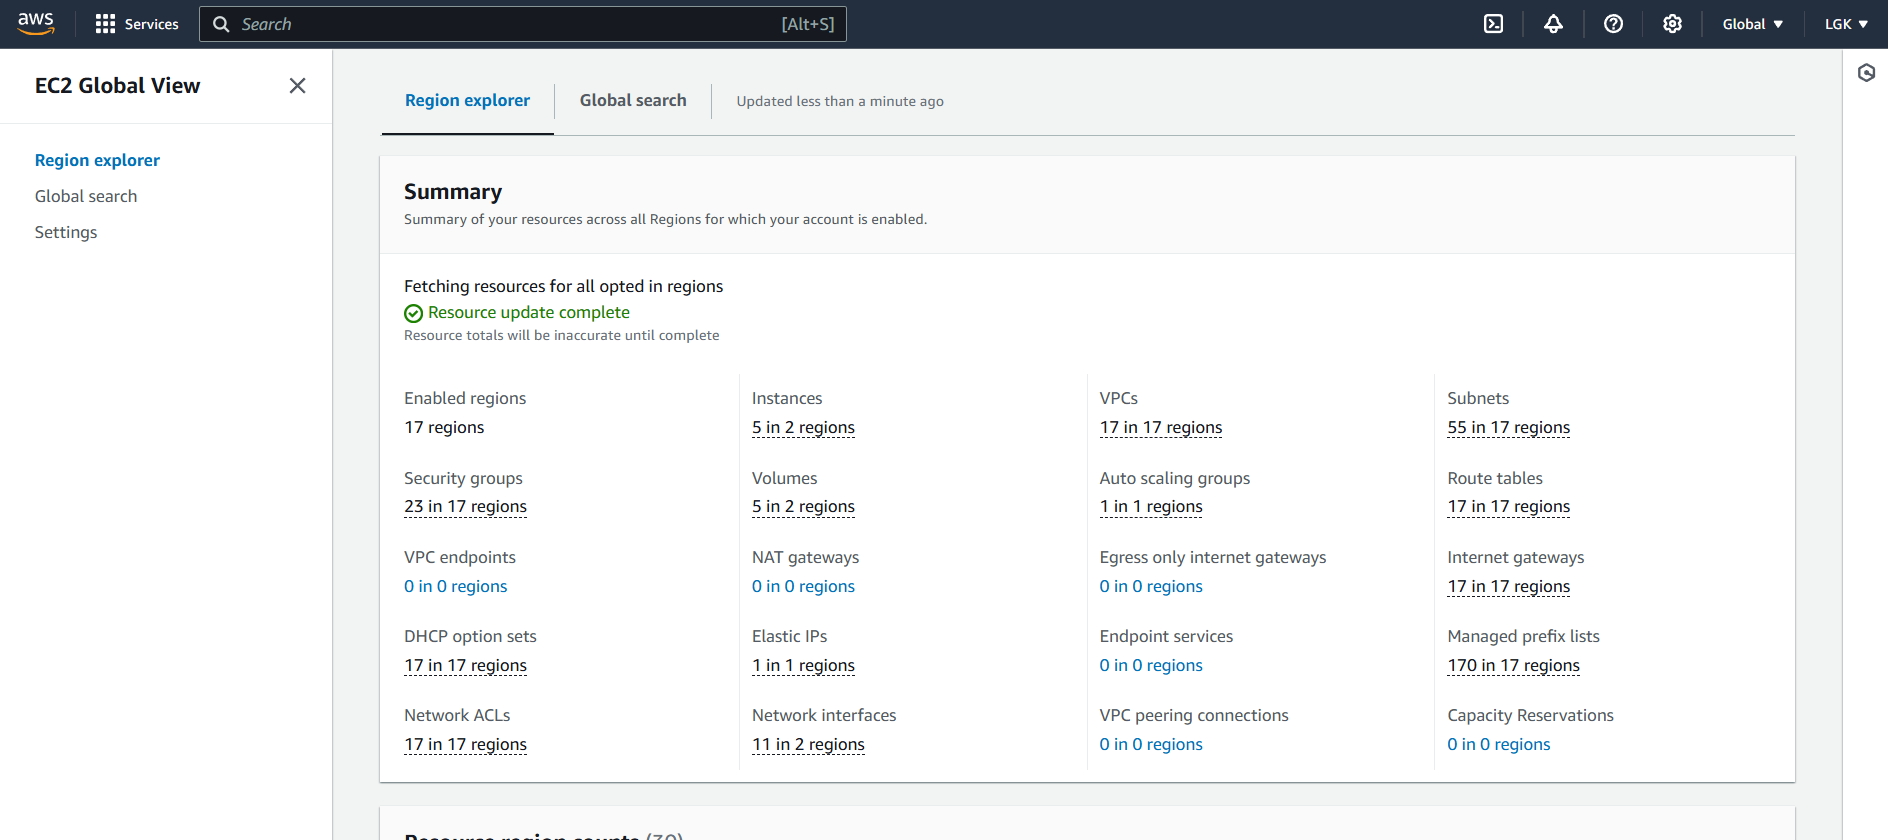 aws
Services
Search
[Alt+S]
Global
LGK
EC2 Global View
Region explorer
Global search
Settings
Region explorer
Global search
Updated less than a minute ago
Summary
Summary of your resources across all Regions for which your account is enabled.
Fetching resources for all opted in regions
Resource update complete
Resource totals will be inaccurate until complete
Enabled regions
17 regions
Instances
5 in 2 regions
VPCs
17 in 17 regions
Subnets
55 in 17 regions
Security groups
23 in 17 regions
Volumes
5 in 2 regions
Auto scaling groups
1 in 1 regions
Route tables
17 in 17 regions
VPC endpoints
0 in 0 regions
NAT gateways
0 in 0 regions
Egress only internet gateways
0 in 0 regions
Internet gateways
17 in 17 regions
DHCP option sets
17 in 17 regions
Elastic IPs
1 in 1 regions
Endpoint services
0 in 0 regions
Managed prefix lists
170 in 17 regions
Network ACLs
17 in 17 regions
Network interfaces
11 in 2 regions
VPC peering connections
0 in 0 regions
Capacity Reservations
0 in 0 regions
Resource region counts